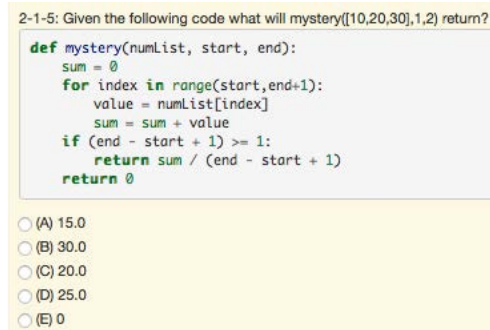 2-1-5: Given the following code what will mystery([10,20,30],1,2) return?
def mystery(numList, start, end):
    sum = 0
    for index in range(start,end+1):
        value = numList[index]
        sum = sum + value
    if (end - start + 1) >= 1:
        return sum / (end - start + 1)
    return 0
(A) 15.0
(B) 30.0
(C) 20.0
(D) 25.0
(E) 0